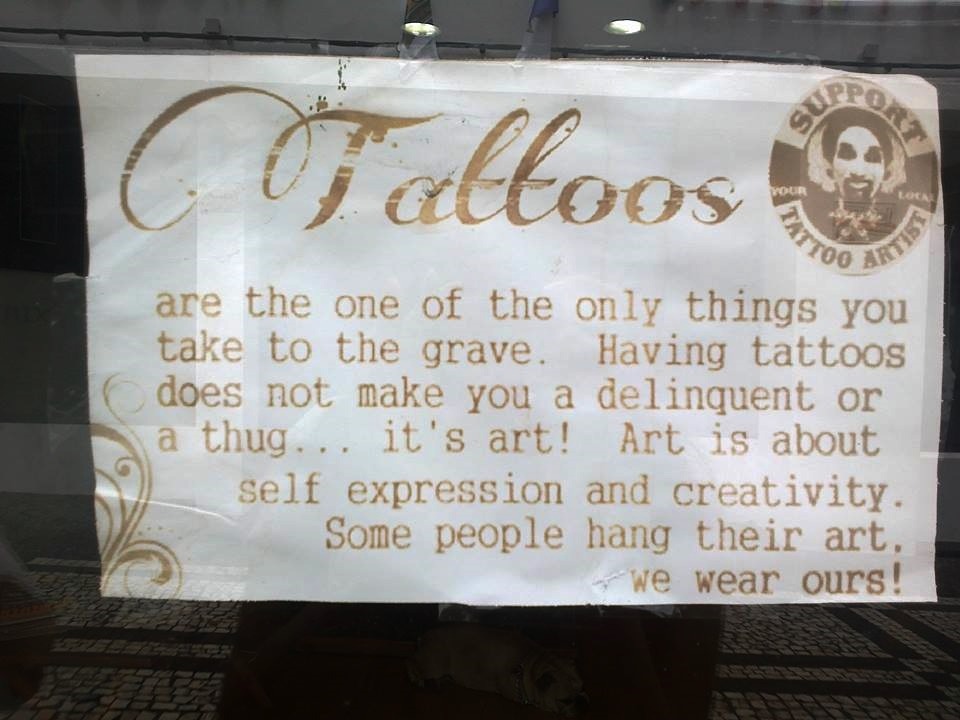 Tattoos
SUPPORT
YOUR LOCAL
TATTOO ARTIST
are the one of the only things you
take to the grave. Having tattoos
does not make you a delinquent or
a thug... it's art! Art is about
self expression and creativity.
Some people hang their art,
we wear ours!